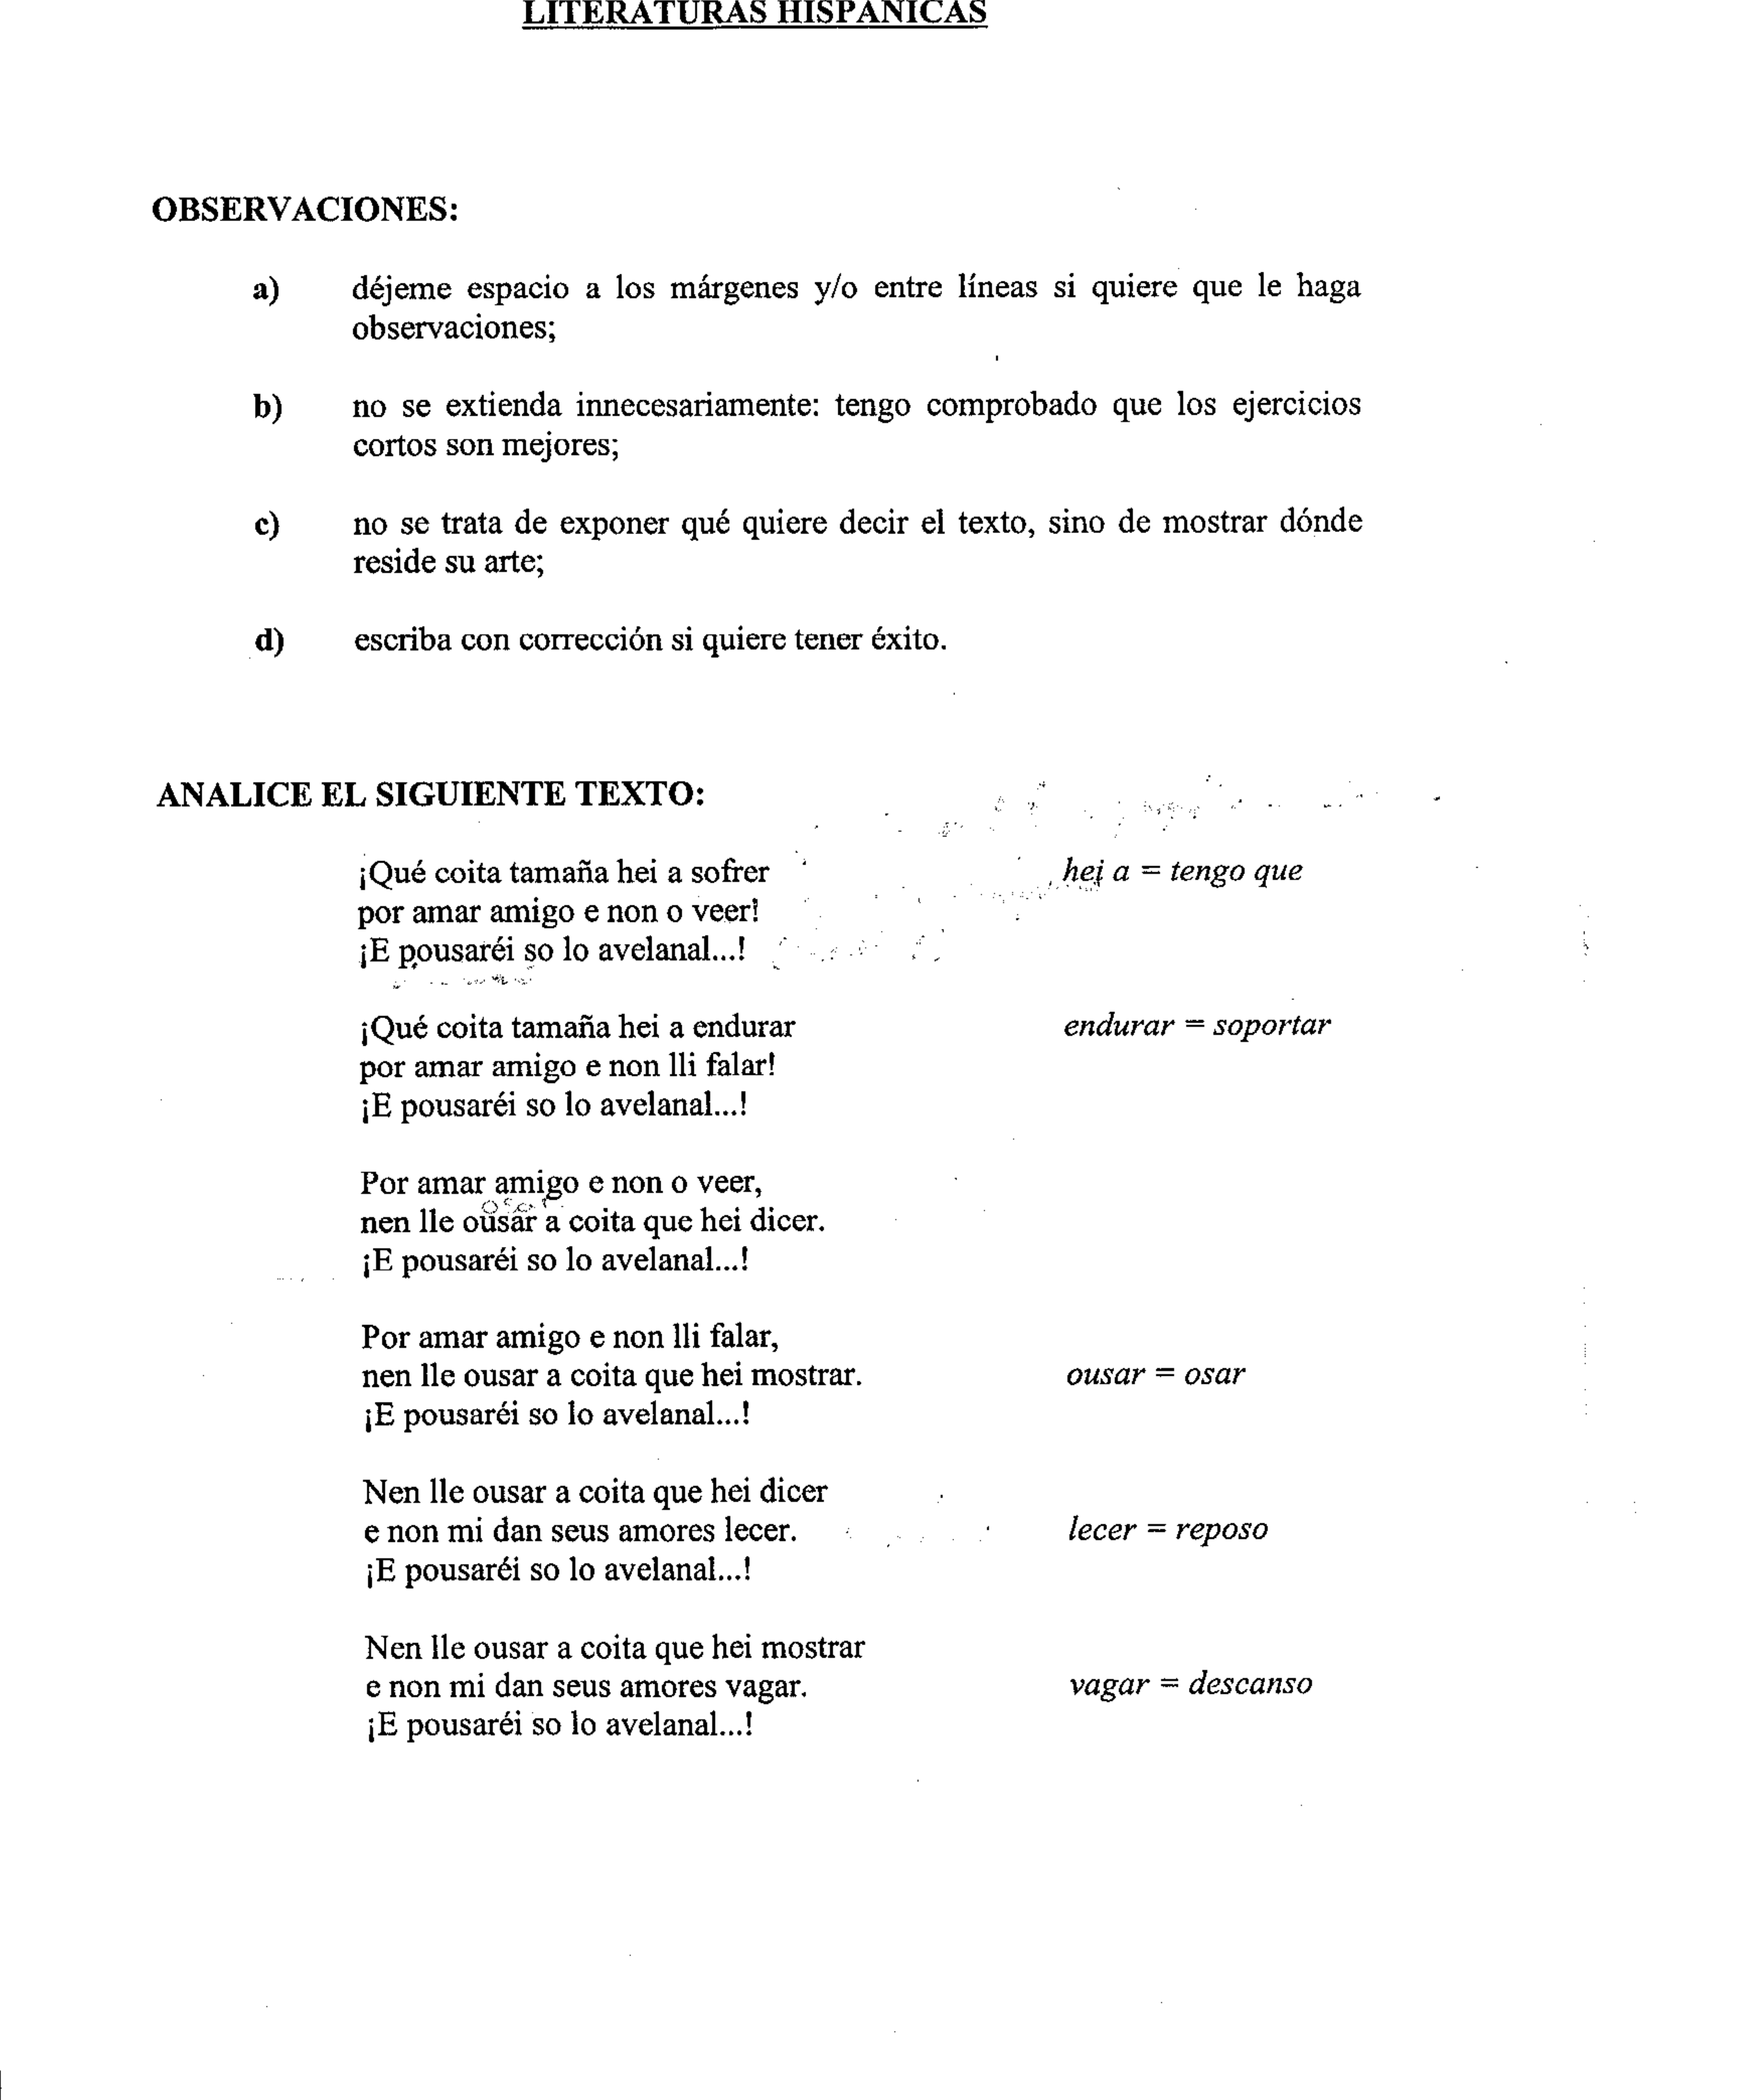 LITERATURAS HISPANICAS
OBSERVACIONES:
a) déjeme espacio a los márgenes y/o entre líneas si quiere que le haga
observaciones;
b) no se extienda innecesariamente: tengo comprobado que los ejercicios
cortos son mejores;
c) no se trata de exponer qué quiere decir el texto, sino de mostrar dónde
reside su arte;
d) escriba con corrección si quiere tener éxito.
ANALICE EL SIGUIENTE TEXTO:
¡Qué coita tamaña hei a sofrer hei a = tengo que
por amar amigo e non o veer!
¡E pousaréi so lo avelanal...!
¡Qué coita tamaña hei a endurar endurar = soportar
por amar amigo e non lli falar!
¡E pousaréi so lo avelanal...!
Por amar amigo e non o veer,
nen lle ousar a coita que hei dicer.
¡E pousaréi so lo avelanal...!
Por amar amigo e non lli falar,
nen lle ousar a coita que hei mostrar. ousar = osar
¡E pousaréi so lo avelanal...!
Nen lle ousar a coita que hei dicer
e non mi dan seus amores lecer. lecer = reposo
¡E pousaréi so lo avelanal...!
Nen lle ousar a coita que hei mostrar
e non mi dan seus amores vagar. vagar = descanso
¡E pousaréi so lo avelanal...!